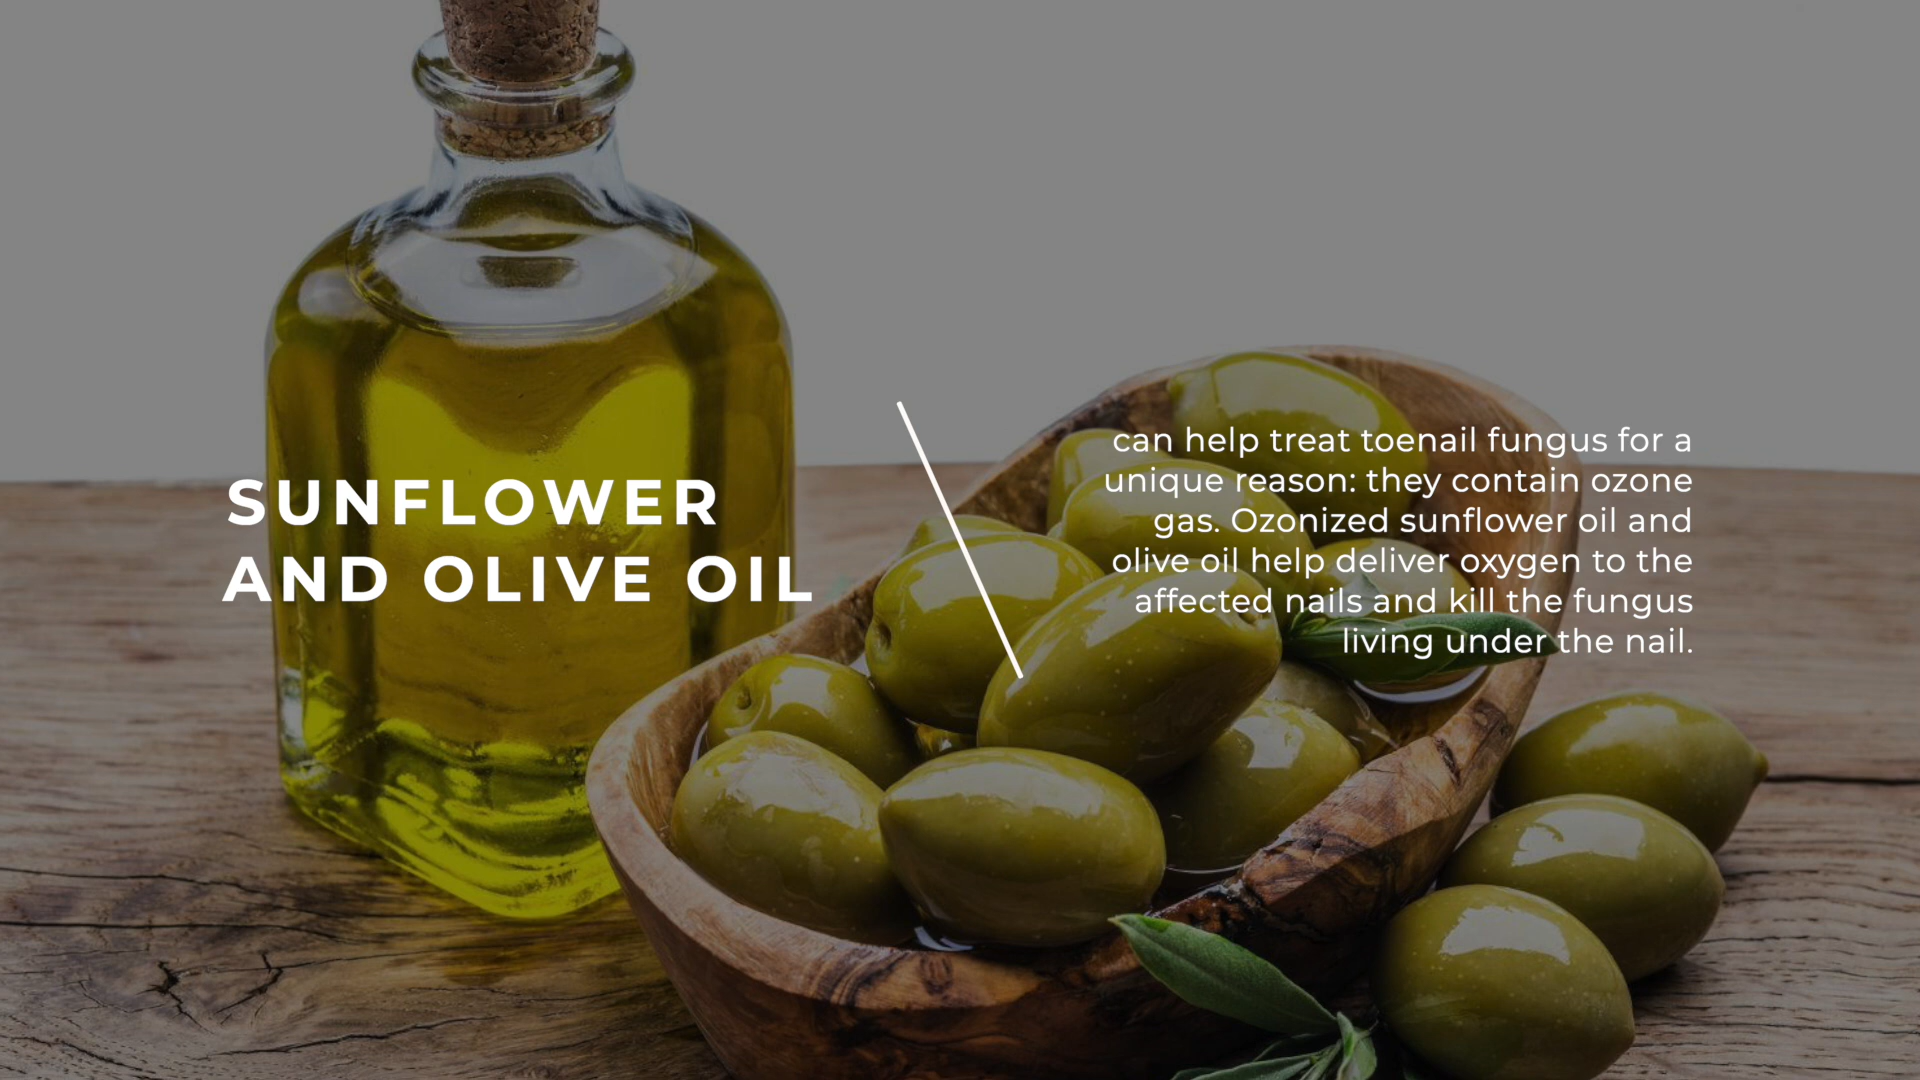 SUNFLOWER
AND OLIVE OIL
can help treat toenail fungus for a
unique reason: they contain ozone
gas. Ozonized sunflower oil and
olive oil help deliver oxygen to the
affected nails and kill the fungus
living under the nail.